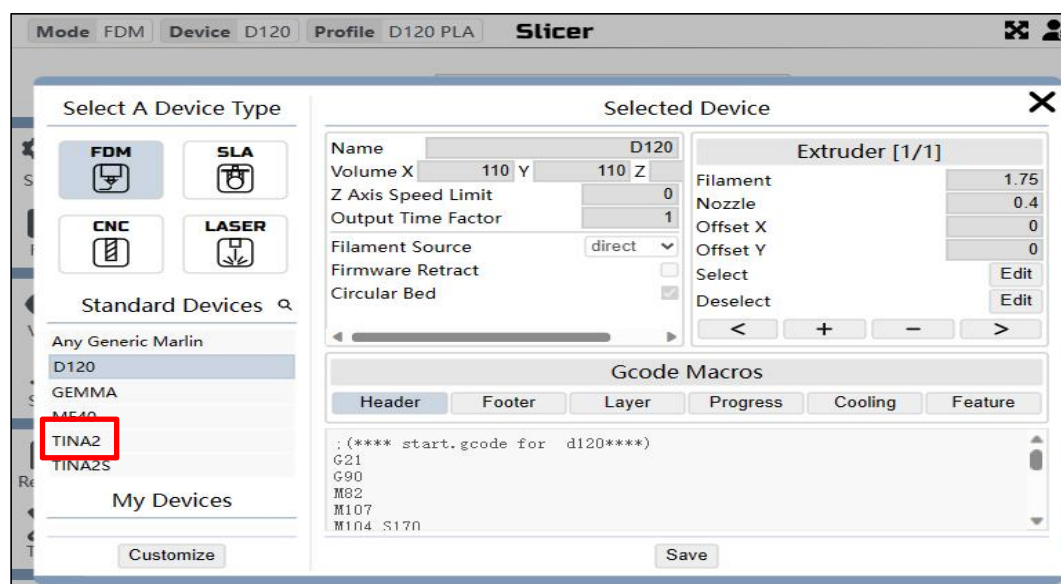 Mode FDM Device D120 Profile D120 PLA Slicer
Select A Device Type
FDM SLA
CNC LASER
Standard Devices
Any Generic Marlin
D120
GEMMA
TINA2
TINA2S
My Devices
Customize
Selected Device
Name D120
Volume X 110 Y 110 Z
Z Axis Speed Limit 0
Output Time Factor 1
Filament Source direct
Firmware Retract
Circular Bed
Extruder [1/1]
Filament 1.75
Nozzle 0.4
Offset X 0
Offset Y 0
Select Edit
Deselect Edit
< + − >
Gcode Macros
Header Footer Layer Progress Cooling Feature
;(**** start.gcode for d120****)
G21
G90
M82
M107
M104 S170
Save